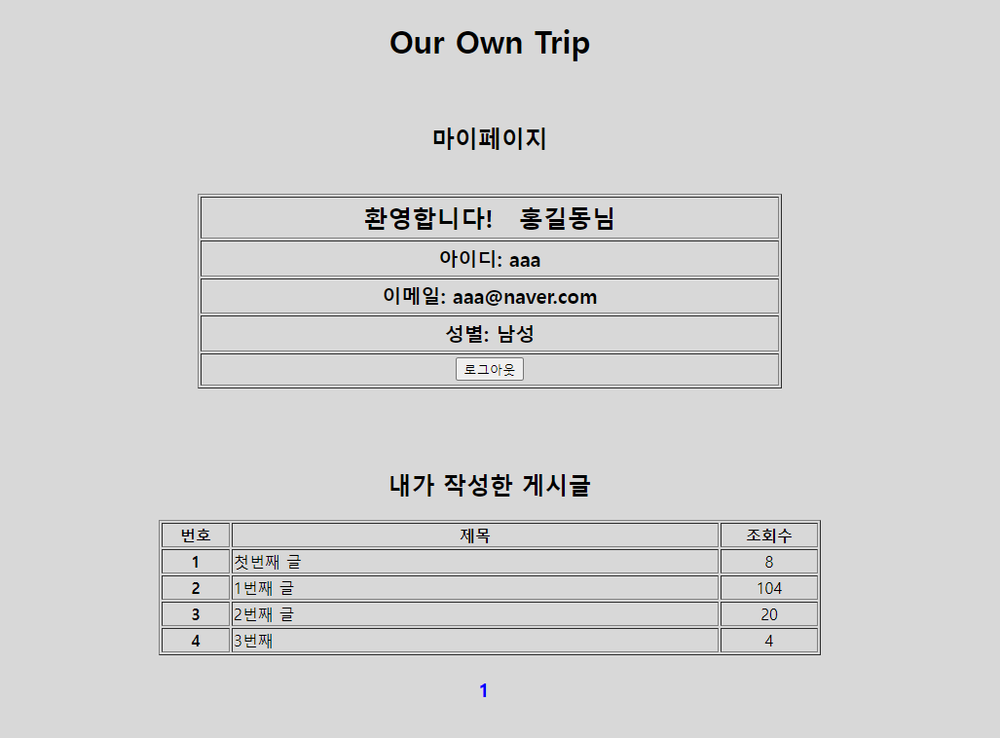 Our Own Trip
마이페이지
환영합니다! 홍길동님
아이디: aaa
이메일: aaa@naver.com
성별: 남성
로그아웃
내가 작성한 게시글
번호 제목 조회수
1 첫번째 글 8
2 1번째 글 104
3 2번째 글 20
4 3번째 4
1